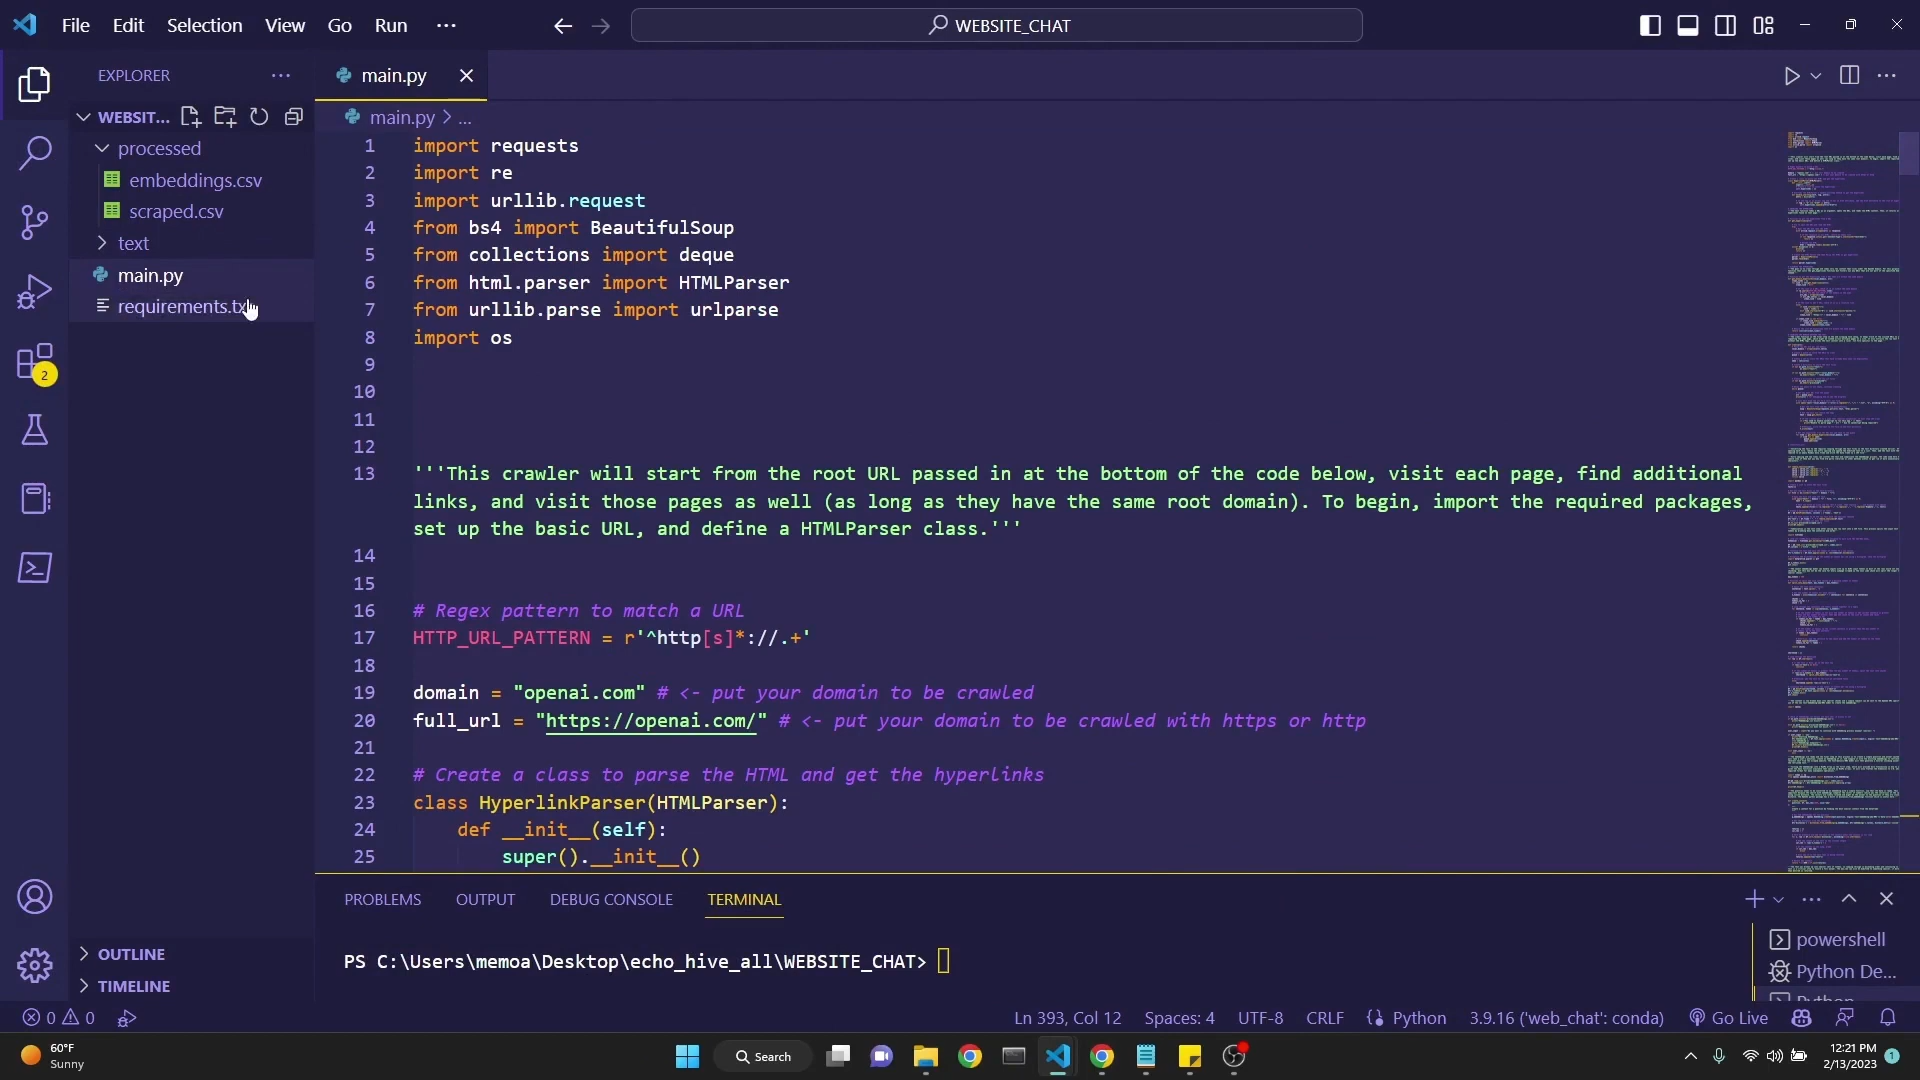 File Edit Selection View Go Run ...
WEBSITE_CHAT
EXPLORER
main.py
WEBSIT...
main.py > ...
processed
embeddings.csv
scraped.csv
text
main.py
requirements.tx
2
1 import requests
2 import re
3 import urllib.request
4 from bs4 import BeautifulSoup
5 from collections import deque
6 from html.parser import HTMLParser
7 from urllib.parse import urlparse
8 import os
9
10
11
12
13 '''This crawler will start from the root URL passed in at the bottom of the code below, visit each page, find additional
links, and visit those pages as well (as long as they have the same root domain). To begin, import the required packages,
set up the basic URL, and define a HTMLParser class.'''
14
15
16 # Regex pattern to match a URL
17 HTTP_URL_PATTERN = r'^http[s]*://.+'
18
19 domain = "openai.com" # <- put your domain to be crawled
20 full_url = "https://openai.com/" # <- put your domain to be crawled with https or http
21
22 # Create a class to parse the HTML and get the hyperlinks
23 class HyperlinkParser(HTMLParser):
24 def __init__(self):
25 super().__init__()
OUTLINE
TIMELINE
PROBLEMS OUTPUT DEBUG CONSOLE TERMINAL
PS C:\Users\memoa\Desktop\echo_hive_all\WEBSITE_CHAT>
powershell
Python De...
Python
0 0 Ln 393, Col 12 Spaces: 4 UTF-8 CRLF Python 3.9.16 ('web_chat': conda) Go Live
60°F
Sunny
Search
12:21 PM
2/13/2023
1